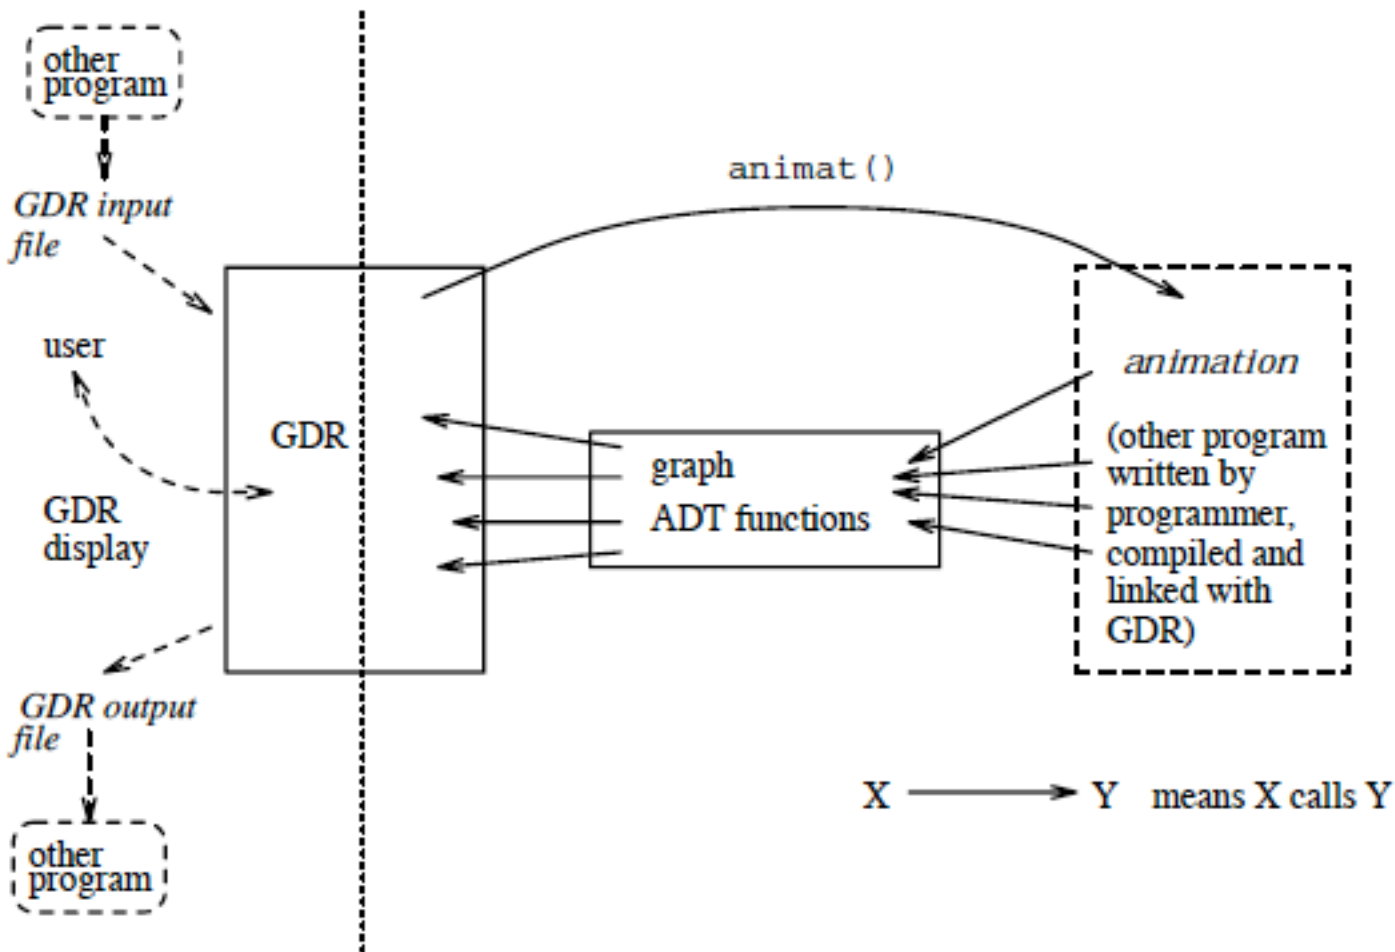 other
program
GDR input
file
user
GDR
display
GDR output
file
other
program
GDR
animat()
graph
ADT functions
animation
(other program
written by
programmer,
compiled and
linked with
GDR)
X Y means X calls Y